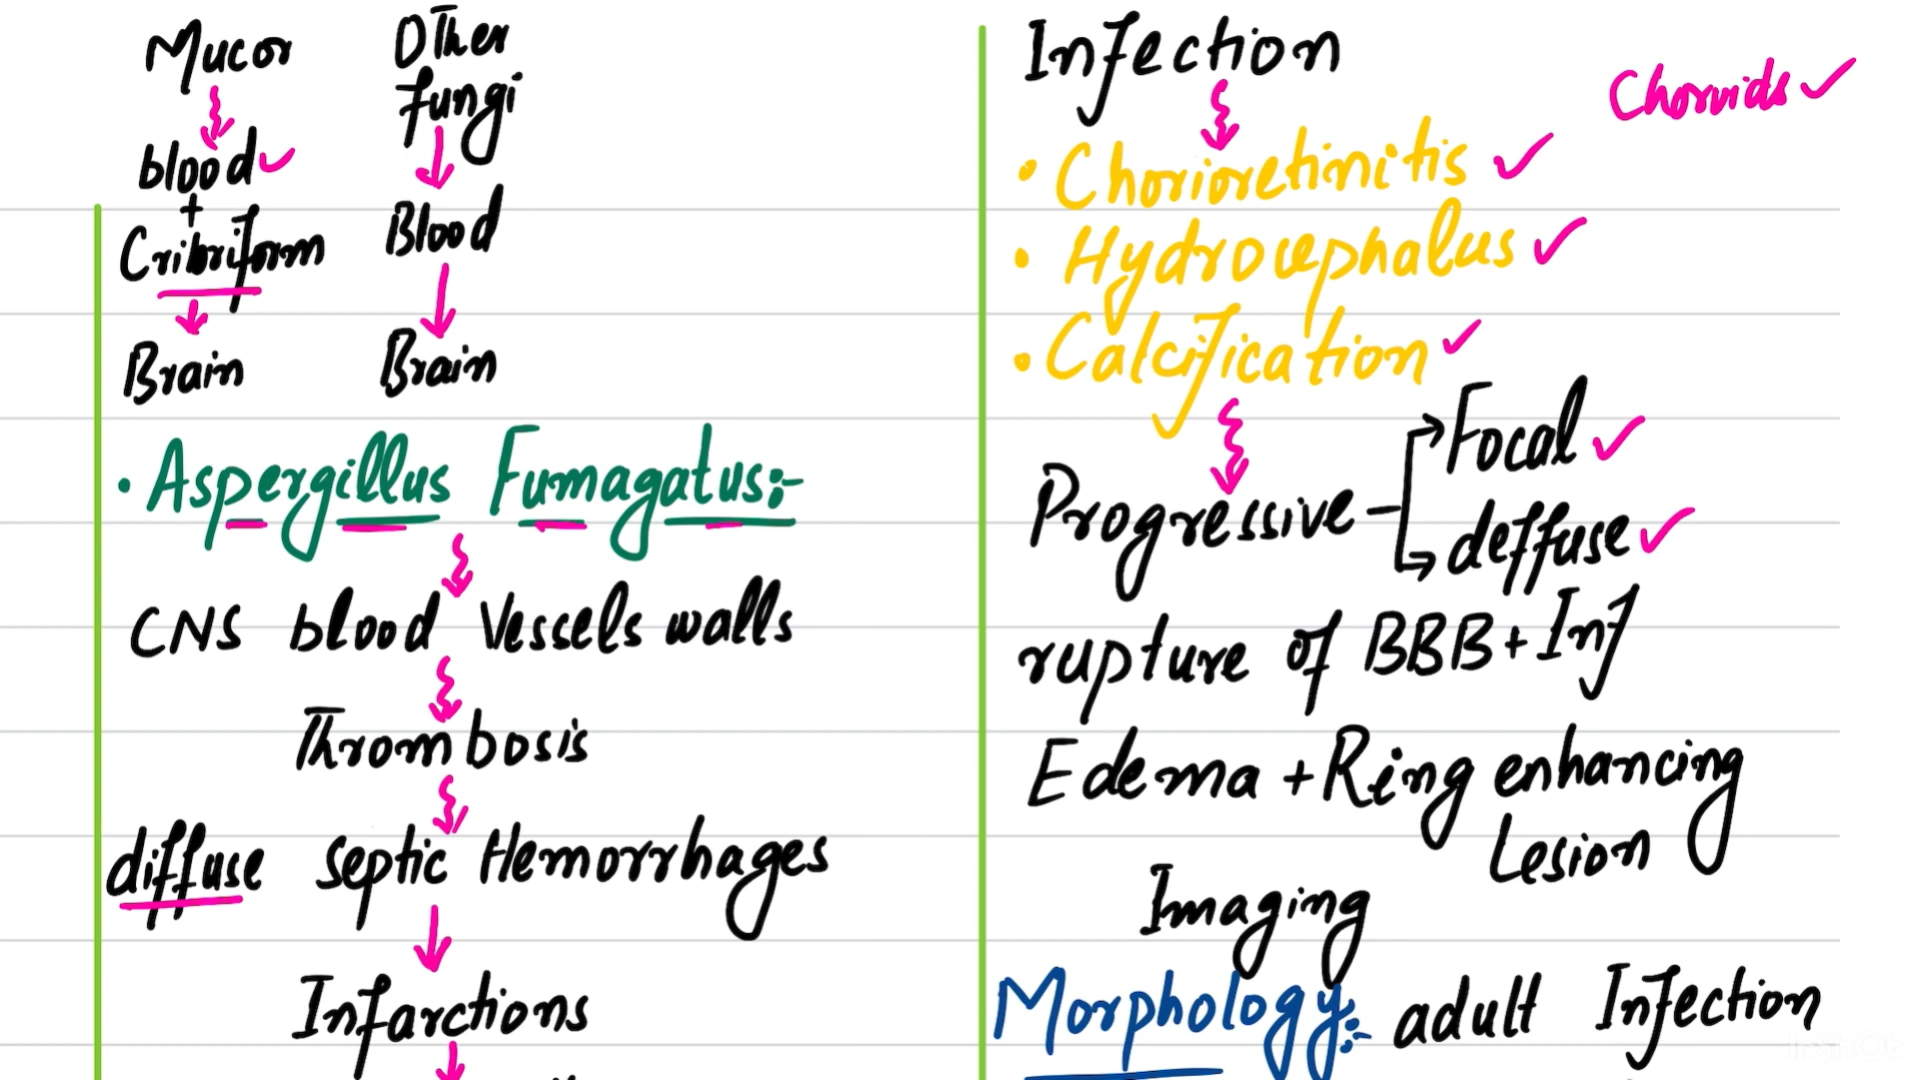 Mucor
blood
+
Cribriform
Brain
Other
fungi
Blood
Brain
• Aspergillus Fumagatus:-
CNS blood Vessels walls
Thrombosis
diffuse septic Hemorrhages
Infarctions
Infection
Choroids
• Chorioretinitis
• Hydrocephalus
• Calcification
Progressive
Focal
deffuse
rupture of BBB + Inf
Edema + Ring enhancing
Lesion
Imaging
Morphology:- adult Infection
InShOt